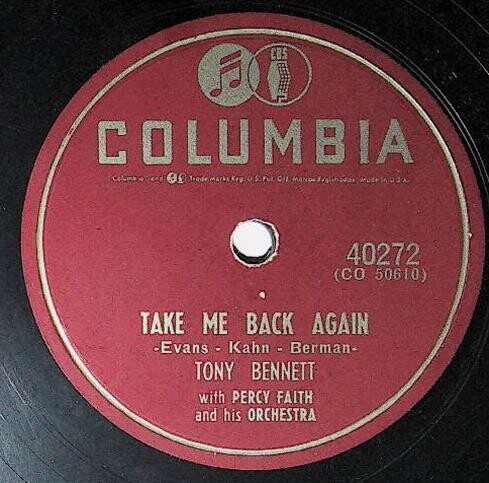 CBS
COLUMBIA
"Columbia" and Trade Marks Reg. U.S. Pat. Off. Marcas Registradas Made in U.S.A.
40272
(CO 50610)
TAKE ME BACK AGAIN
-Evans - Kahn - Berman-
TONY BENNETT
with PERCY FAITH
and his ORCHESTRA